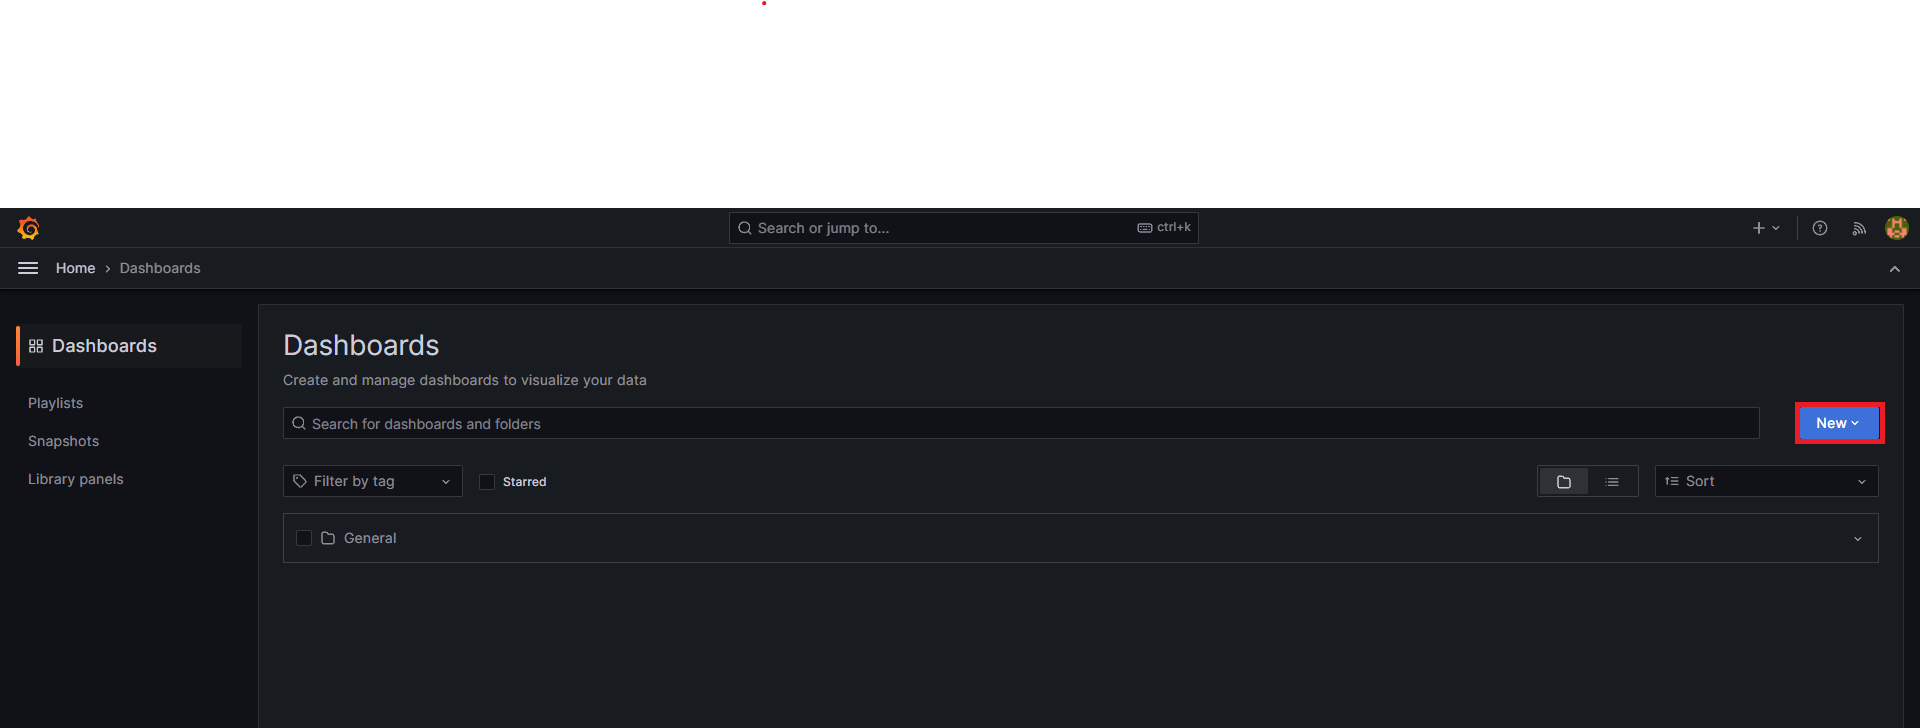 Search or jump to... ctrl+k
Home › Dashboards
Dashboards
Playlists
Snapshots
Library panels
Dashboards
Create and manage dashboards to visualize your data
Search for dashboards and folders
New
Filter by tag
Starred
Sort
General